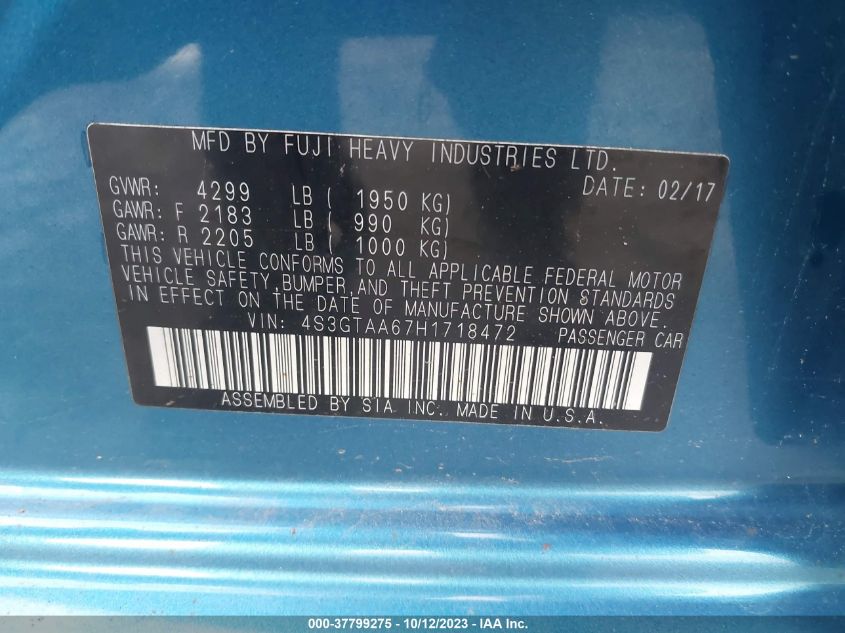 MFD BY FUJI HEAVY INDUSTRIES LTD.
GVWR: 4299 LB ( 1950 KG) DATE: 02/17
GAWR: F 2183 LB ( 990 KG)
GAWR: R 2205 LB ( 1000 KG)
THIS VEHICLE CONFORMS TO ALL APPLICABLE FEDERAL MOTOR
VEHICLE SAFETY,BUMPER,AND THEFT PREVENTION STANDARDS
IN EFFECT ON THE DATE OF MANUFACTURE SHOWN ABOVE.
VIN: 4S3GTAA67H1718472 PASSENGER CAR
ASSEMBLED BY SIA INC., MADE IN U.S.A.
000-37799275 - 10/12/2023 - IAA Inc.